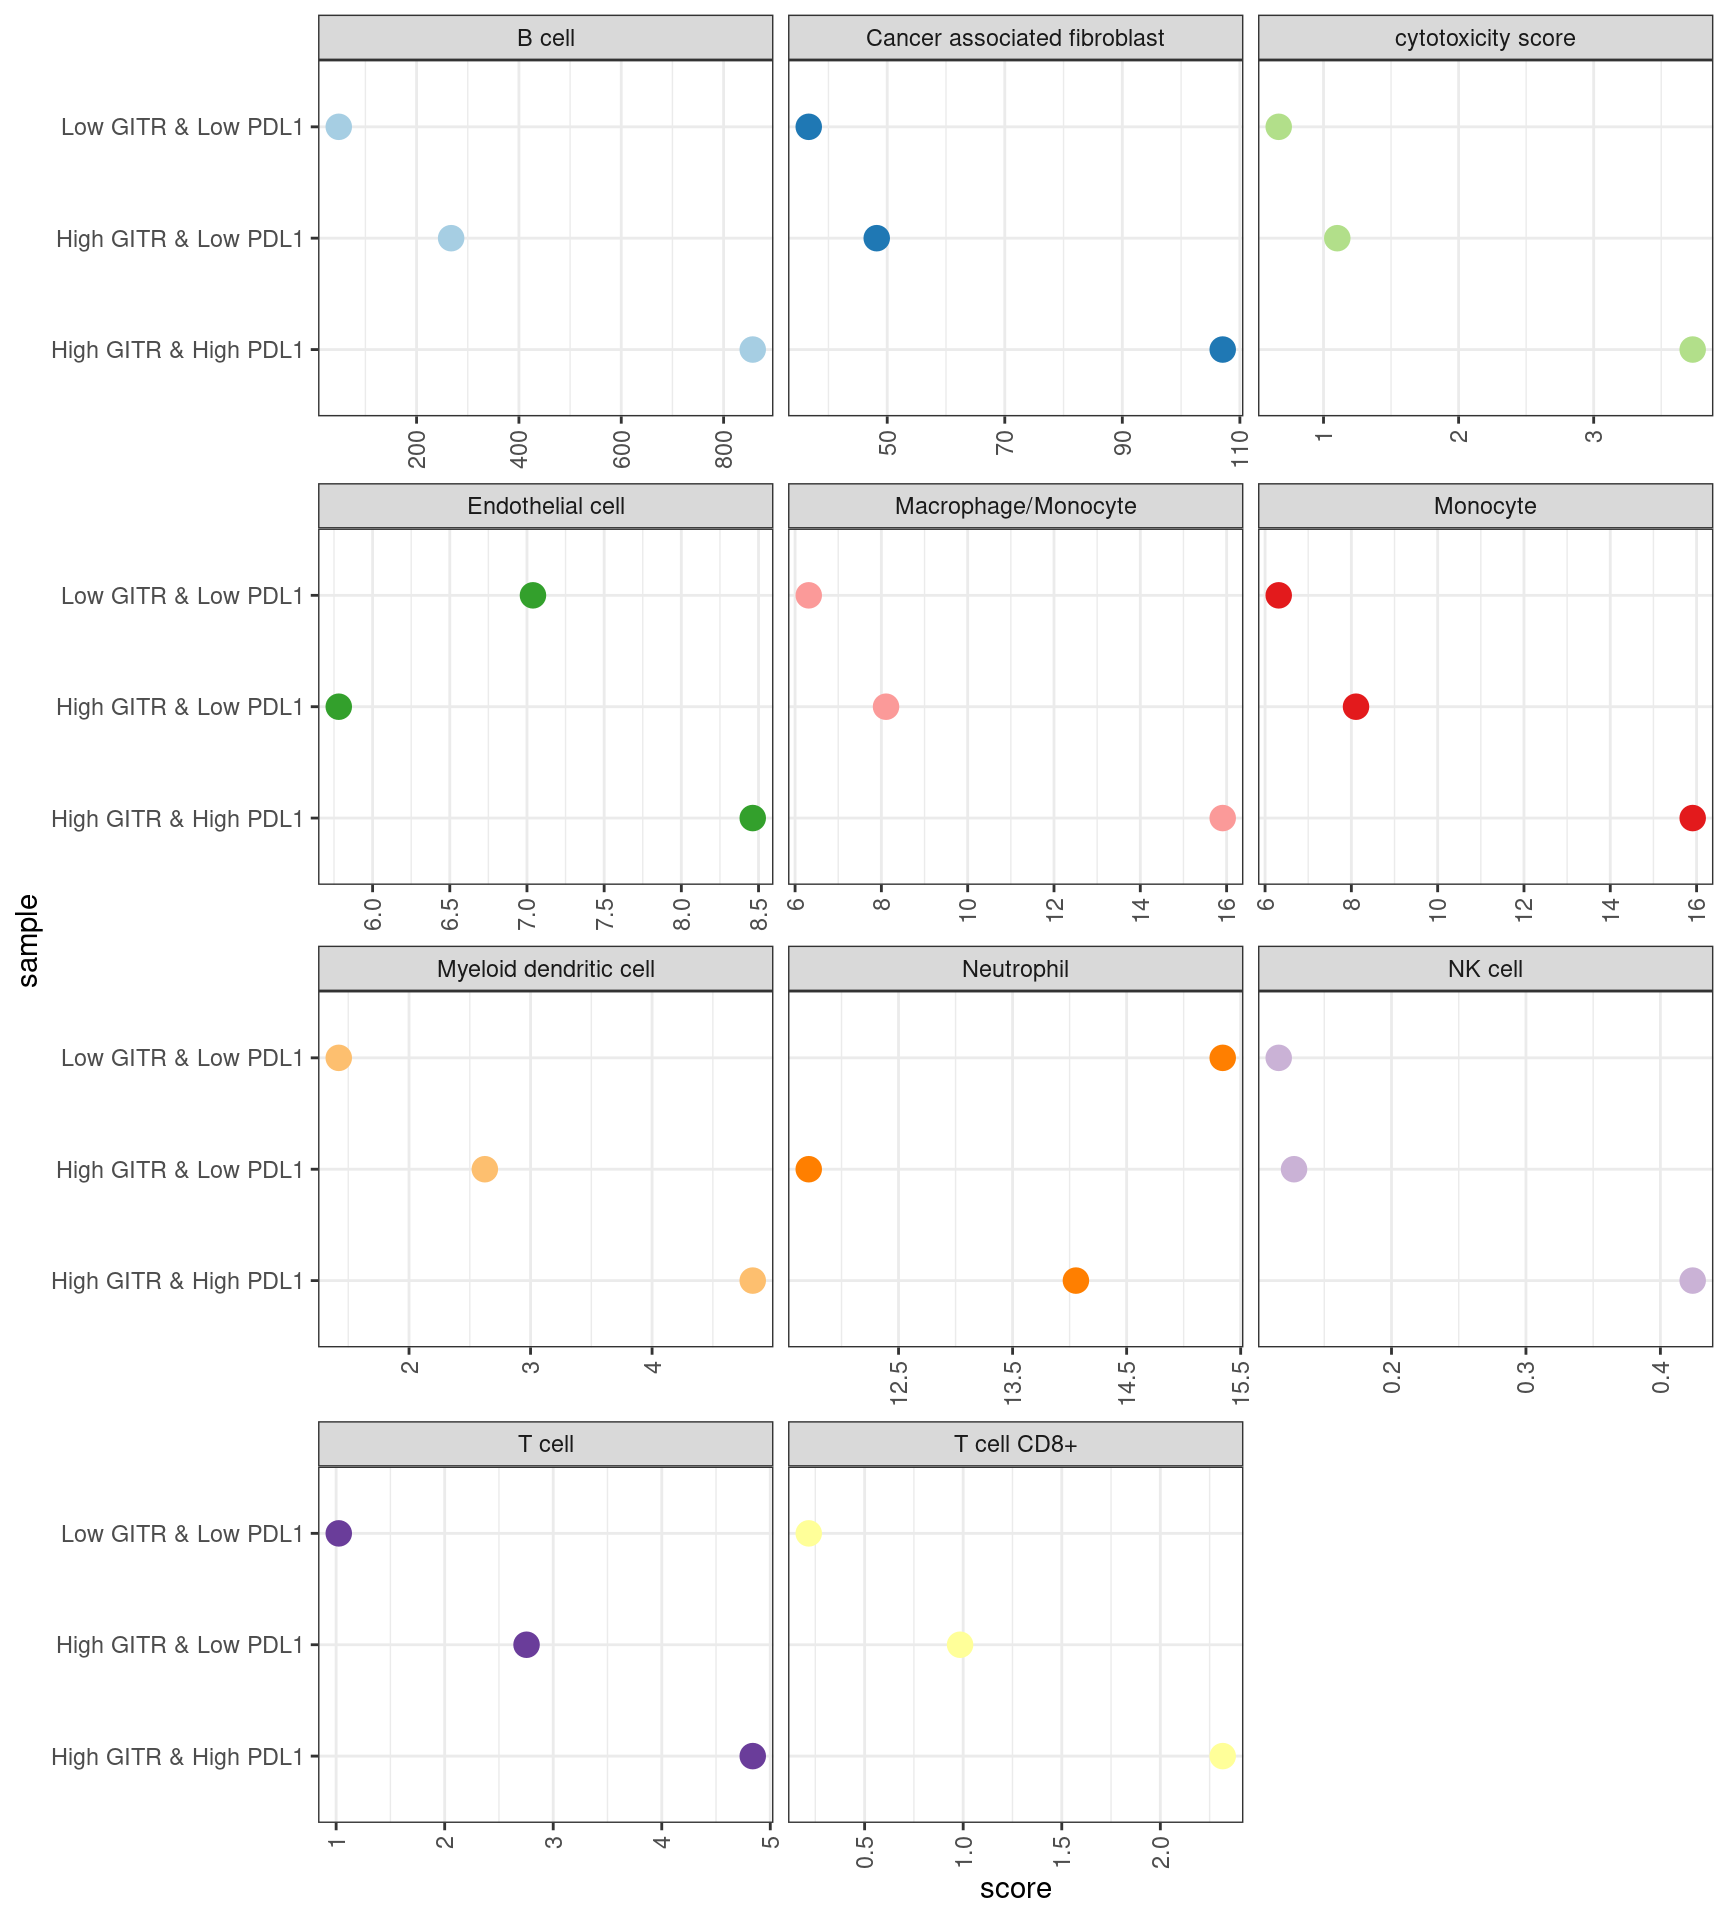 B cell
Cancer associated fibroblast
cytotoxicity score
Low GITR & Low PDL1
High GITR & Low PDL1
High GITR & High PDL1
200 400 600 800
50 70 90 110
1 2 3
Endothelial cell
Macrophage/Monocyte
Monocyte
Low GITR & Low PDL1
High GITR & Low PDL1
High GITR & High PDL1
6.0 6.5 7.0 7.5 8.0 8.5
6 8 10 12 14 16
6 8 10 12 14 16
sample
Myeloid dendritic cell
Neutrophil
NK cell
Low GITR & Low PDL1
High GITR & Low PDL1
High GITR & High PDL1
2 3 4
12.5 13.5 14.5 15.5
0.2 0.3 0.4
T cell
T cell CD8+
Low GITR & Low PDL1
High GITR & Low PDL1
High GITR & High PDL1
1 2 3 4 5
0.5 1.0 1.5 2.0
score